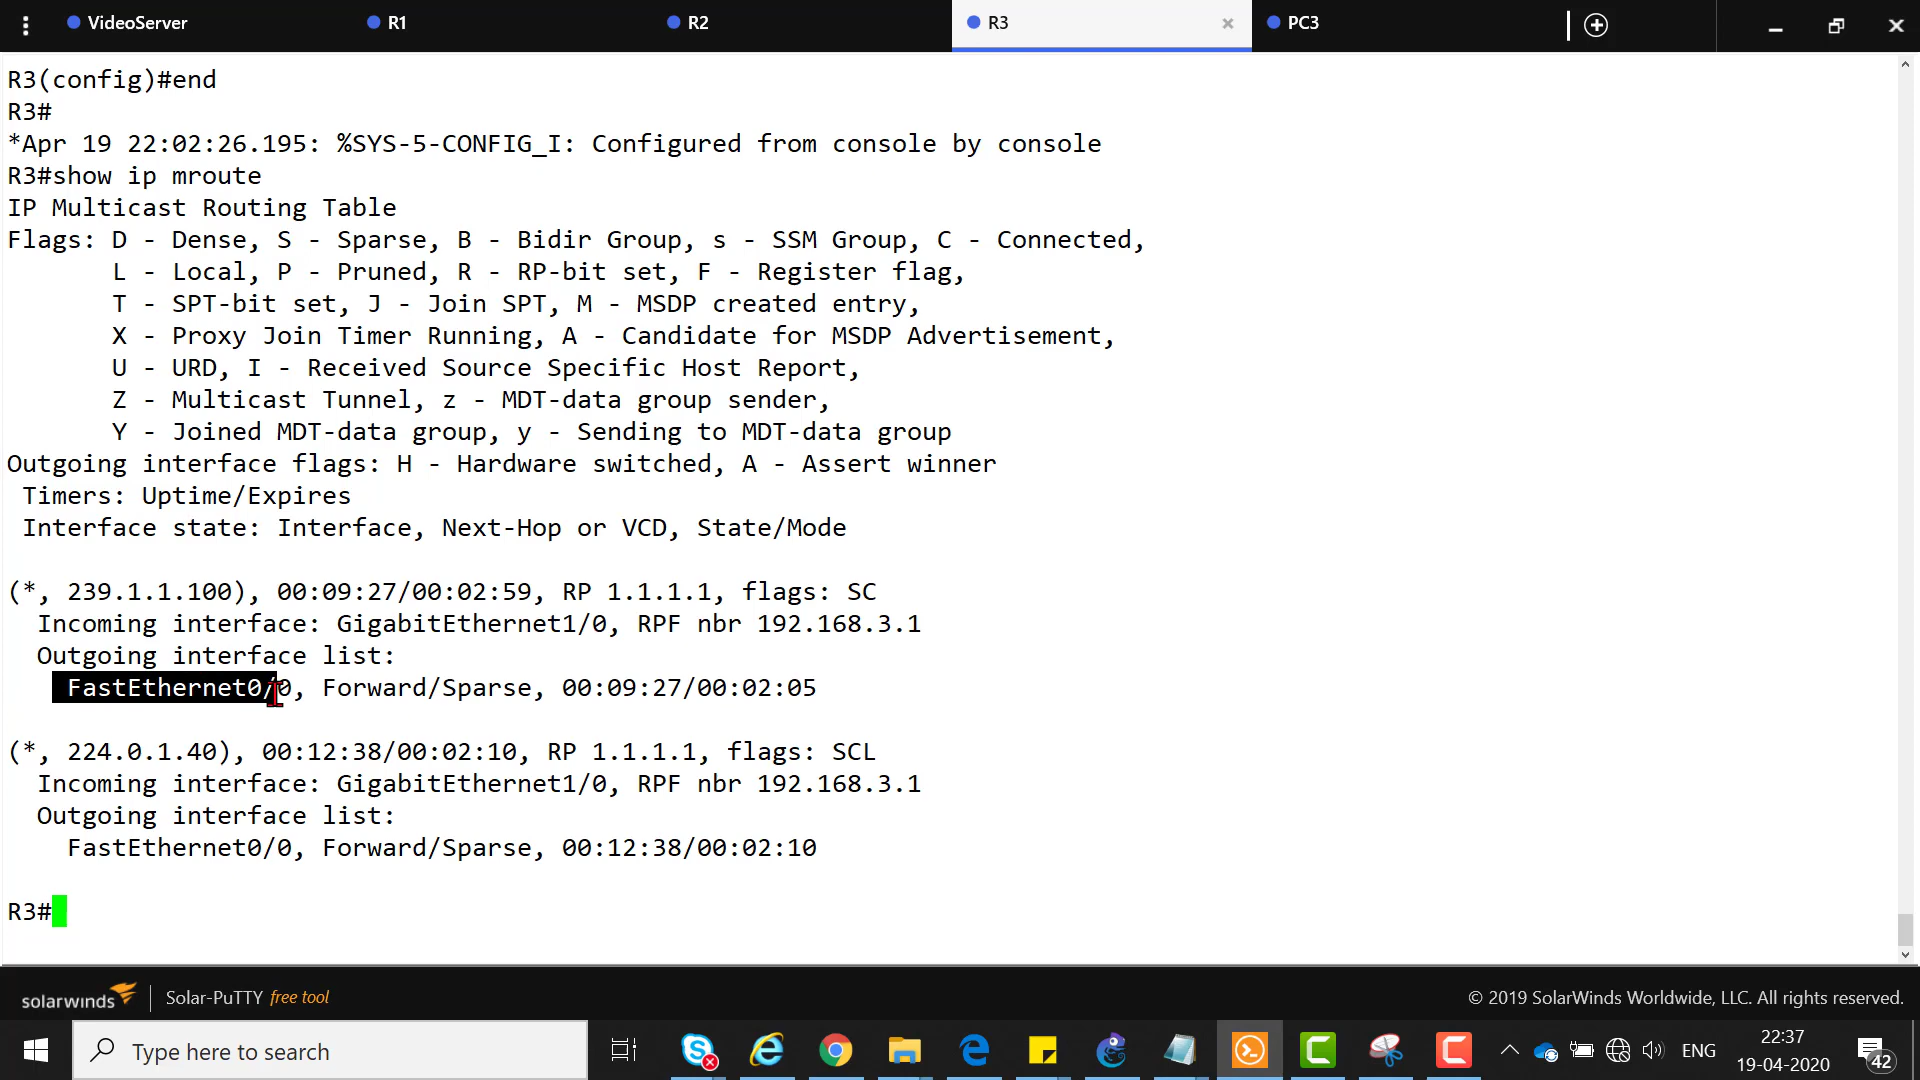 VideoServer
R1
R2
R3
PC3
R3(config)#end
R3#
*Apr 19 22:02:26.195: %SYS-5-CONFIG_I: Configured from console by console
R3#show ip mroute
IP Multicast Routing Table
Flags: D - Dense, S - Sparse, B - Bidir Group, s - SSM Group, C - Connected,
L - Local, P - Pruned, R - RP-bit set, F - Register flag,
T - SPT-bit set, J - Join SPT, M - MSDP created entry,
X - Proxy Join Timer Running, A - Candidate for MSDP Advertisement,
U - URD, I - Received Source Specific Host Report,
Z - Multicast Tunnel, z - MDT-data group sender,
Y - Joined MDT-data group, y - Sending to MDT-data group
Outgoing interface flags: H - Hardware switched, A - Assert winner
Timers: Uptime/Expires
Interface state: Interface, Next-Hop or VCD, State/Mode
(*, 239.1.1.100), 00:09:27/00:02:59, RP 1.1.1.1, flags: SC
Incoming interface: GigabitEthernet1/0, RPF nbr 192.168.3.1
Outgoing interface list:
FastEthernet0/0, Forward/Sparse, 00:09:27/00:02:05
(*, 224.0.1.40), 00:12:38/00:02:10, RP 1.1.1.1, flags: SCL
Incoming interface: GigabitEthernet1/0, RPF nbr 192.168.3.1
Outgoing interface list:
FastEthernet0/0, Forward/Sparse, 00:12:38/00:02:10
R3#
solarwinds Solar-PuTTY free tool
© 2019 SolarWinds Worldwide, LLC. All rights reserved.
Type here to search
ENG
22:37
19-04-2020
42